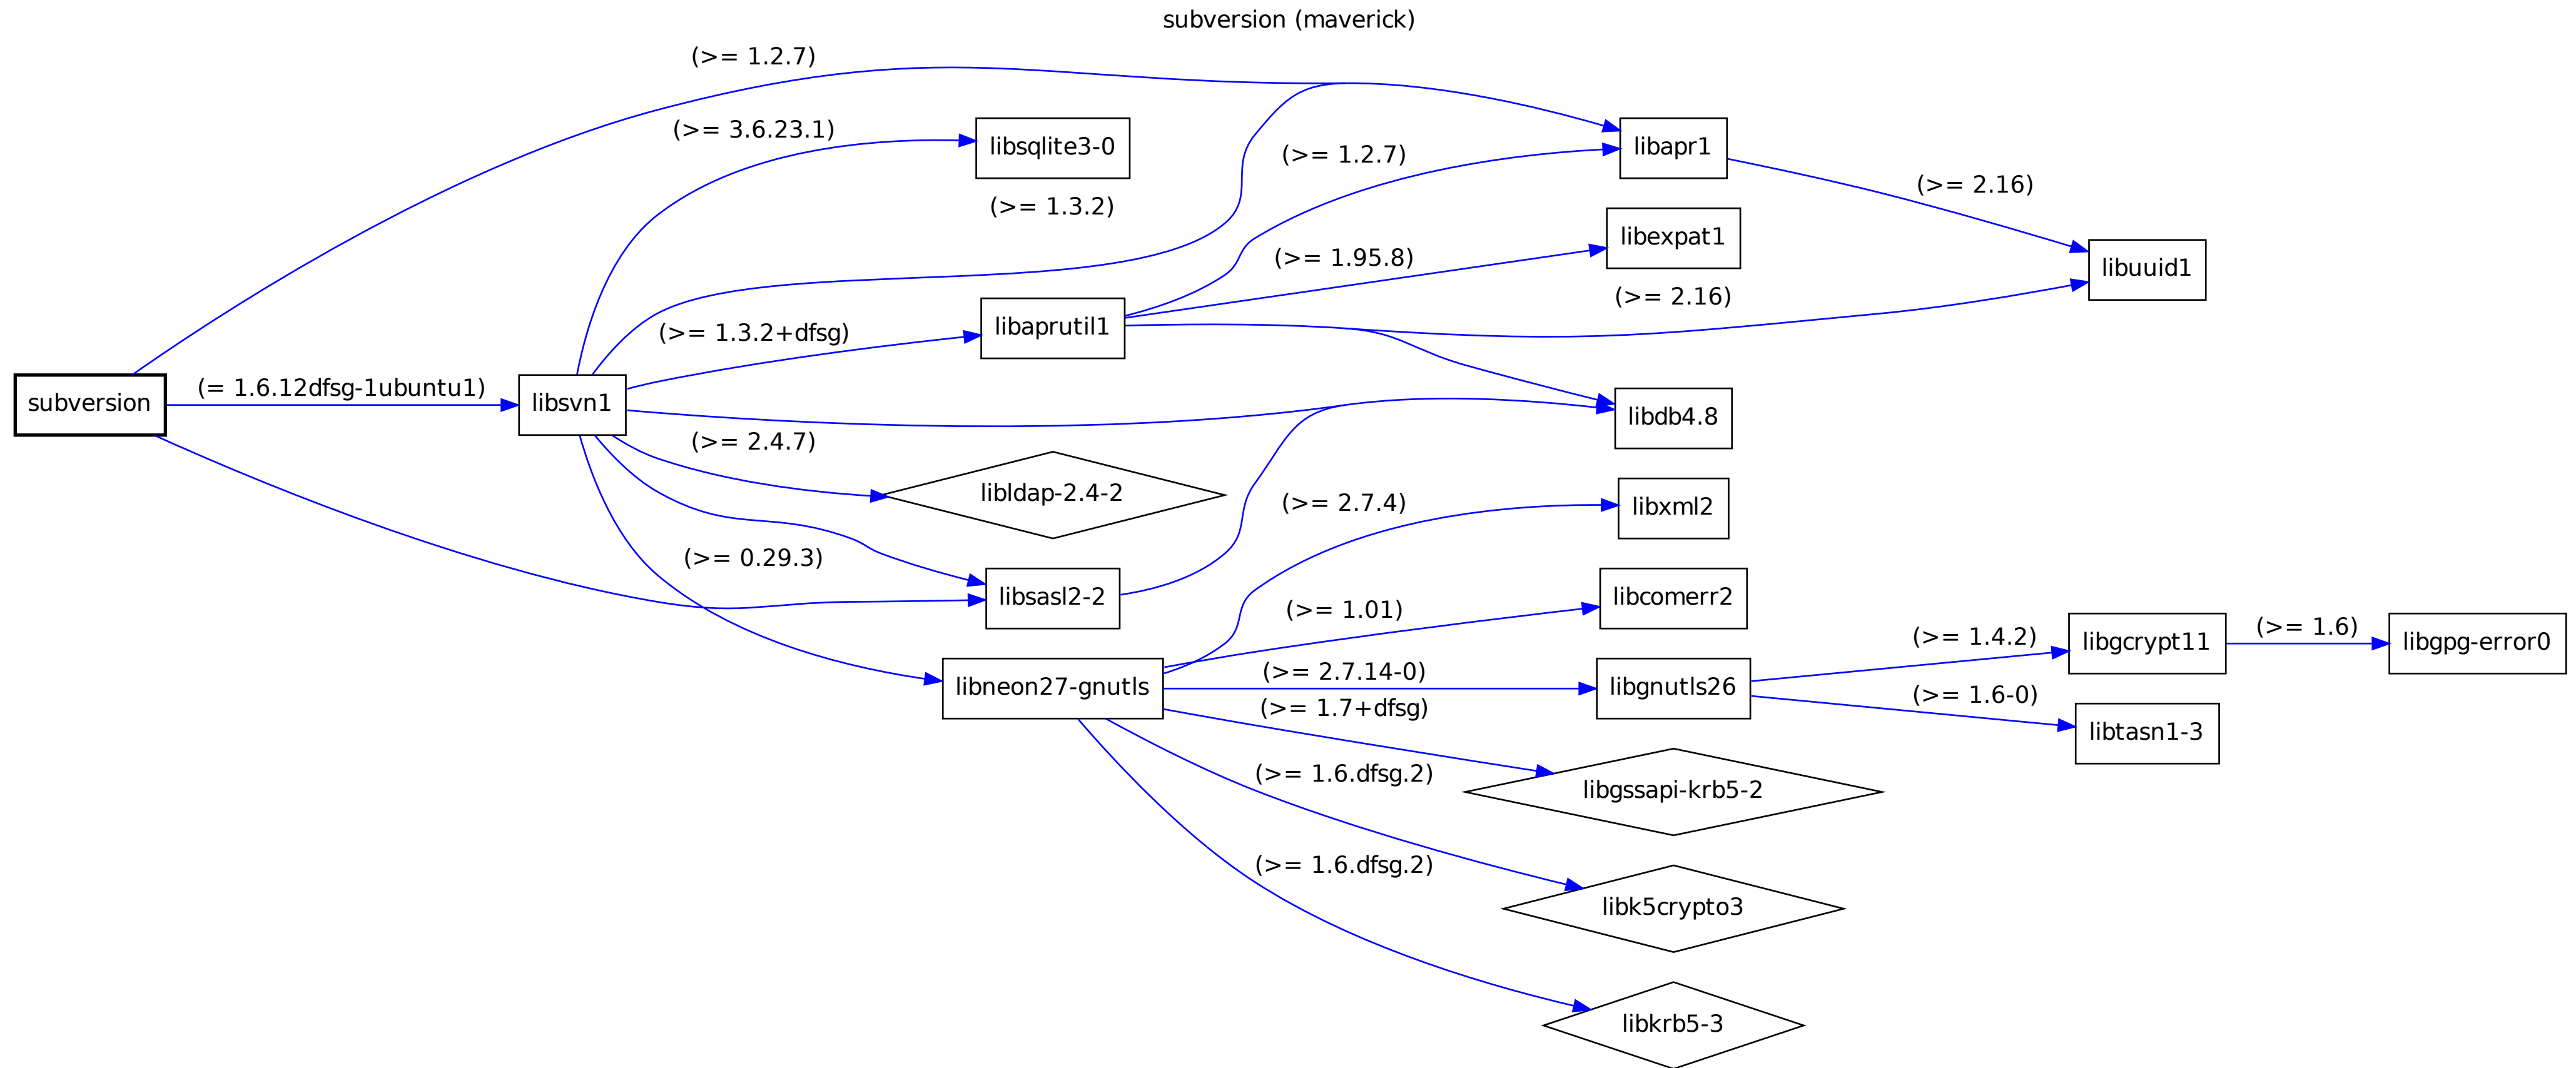 subversion (maverick)
(>= 1.2.7)
(>= 3.6.23.1)
libsqlite3-0
libapr1
(>= 1.2.7)
(>= 2.16)
(>= 1.3.2)
libexpat1
(>= 1.95.8)
libuuid1
(>= 2.16)
(>= 1.3.2+dfsg)
libaprutil1
subversion
(= 1.6.12dfsg-1ubuntu1)
libsvn1
libdb4.8
(>= 2.4.7)
libldap-2.4-2
(>= 2.7.4)
libxml2
(>= 0.29.3)
libsasl2-2
(>= 1.01)
libcomerr2
libneon27-gnutls
(>= 2.7.14-0)
libgnutls26
(>= 1.4.2)
libgcrypt11
(>= 1.6)
libgpg-error0
(>= 1.6-0)
libtasn1-3
(>= 1.7+dfsg)
libgssapi-krb5-2
(>= 1.6.dfsg.2)
libk5crypto3
(>= 1.6.dfsg.2)
libkrb5-3